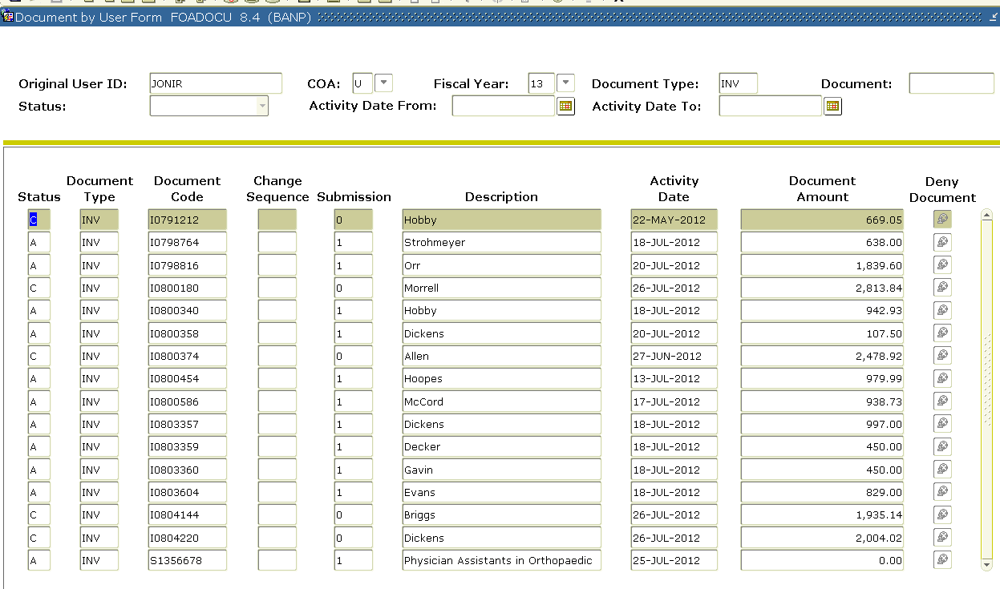 Document by User Form FOADOCU 8.4 (BANP)
Original User ID: JONIR COA: U Fiscal Year: 13 Document Type: INV Document:
Status: Activity Date From: Activity Date To:
Document Document Change Activity Document Deny
Status Type Code Sequence Submission Description Date Amount Document
C INV I0791212 0 Hobby 22-MAY-2012 669.05
A INV I0798764 1 Strohmeyer 18-JUL-2012 638.00
A INV I0798816 1 Orr 20-JUL-2012 1,839.60
C INV I0800180 0 Morrell 26-JUL-2012 2,813.84
A INV I0800340 1 Hobby 18-JUL-2012 942.93
A INV I0800358 1 Dickens 20-JUL-2012 107.50
C INV I0800374 0 Allen 27-JUN-2012 2,478.92
A INV I0800454 1 Hoopes 13-JUL-2012 979.99
A INV I0800586 1 McCord 17-JUL-2012 938.73
A INV I0803357 1 Dickens 18-JUL-2012 997.00
A INV I0803359 1 Decker 18-JUL-2012 450.00
A INV I0803360 1 Gavin 18-JUL-2012 450.00
A INV I0803604 1 Evans 18-JUL-2012 829.00
C INV I0804144 0 Briggs 26-JUL-2012 1,935.14
C INV I0804220 0 Dickens 26-JUL-2012 2,004.02
A INV S1356678 1 Physician Assistants in Orthopaedic 25-JUL-2012 0.00